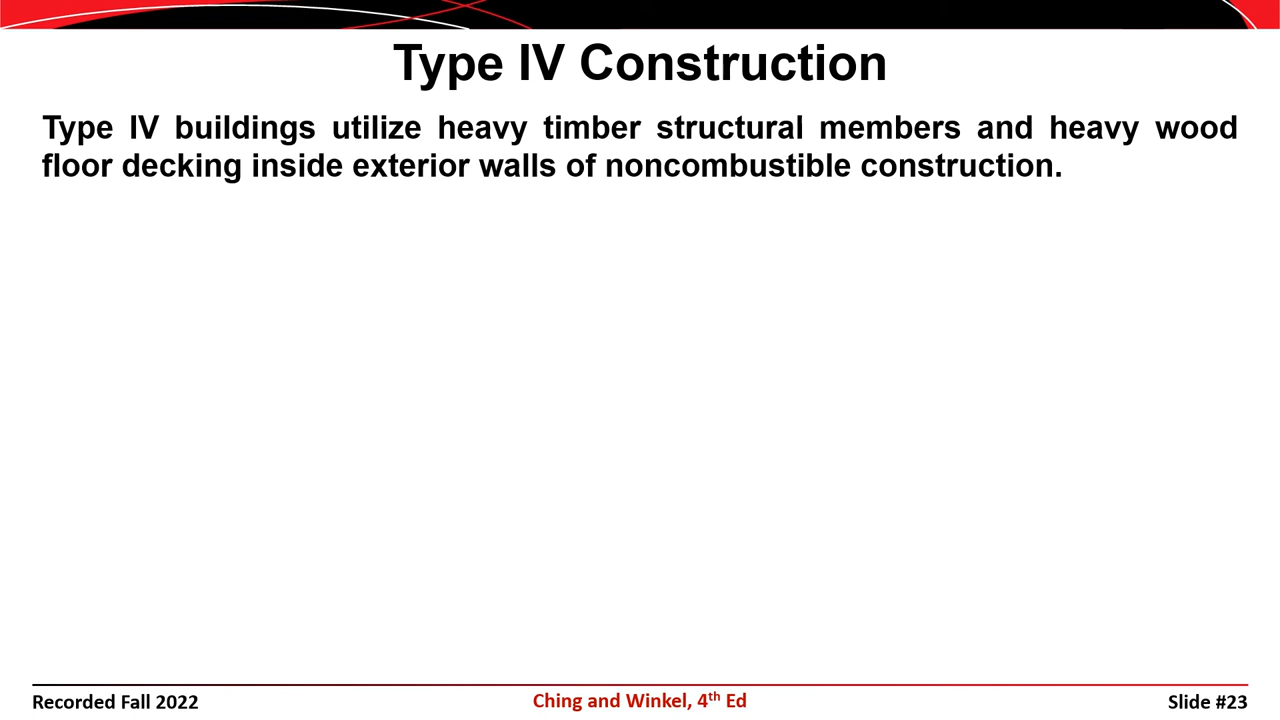 Type IV Construction
Type IV buildings utilize heavy timber structural members and heavy wood
floor decking inside exterior walls of noncombustible construction.
Recorded Fall 2022
Ching and Winkel, 4th Ed
Slide #23